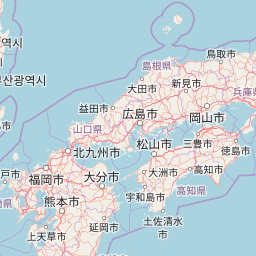 역시
부산광역시
鳥取市
島根県
大田市
新見市
兵庫県
益田市
広島市
岡山市
山口県
北九州市
松山市
三豊市
徳島市
福岡市
大分市
大洲市
高知市
高知県
熊本市
宇和島市
延岡市
土佐清水市
上天草市